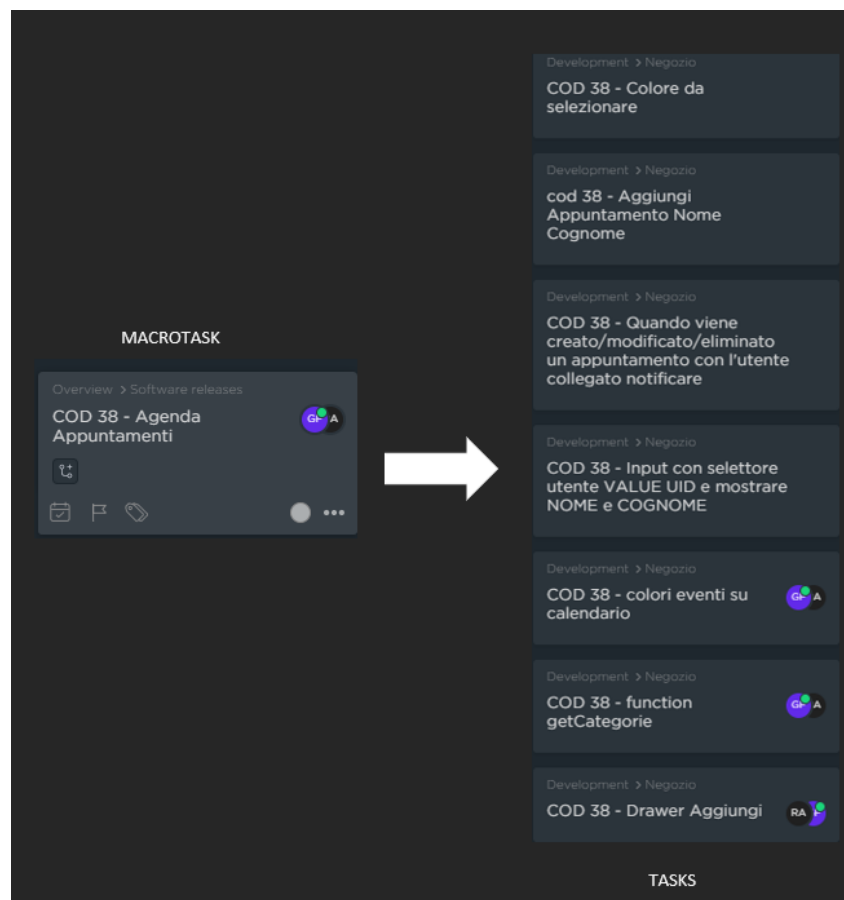 MACROTASK
Overview > Software releases
COD 38 - Agenda
Appuntamenti
GF
A
Development > Negozio
COD 38 - Colore da
selezionare
Development > Negozio
cod 38 - Aggiungi
Appuntamento Nome
Cognome
Development > Negozio
COD 38 - Quando viene
creato/modificato/eliminato
un appuntamento con l'utente
collegato notificare
Development > Negozio
COD 38 - Input con selettore
utente VALUE UID e mostrare
NOME e COGNOME
Development > Negozio
COD 38 - colori eventi su
calendario
GF A
Development > Negozio
COD 38 - function
getCategorie
GF A
Development > Negozio
COD 38 - Drawer Aggiungi
RA
TASKS